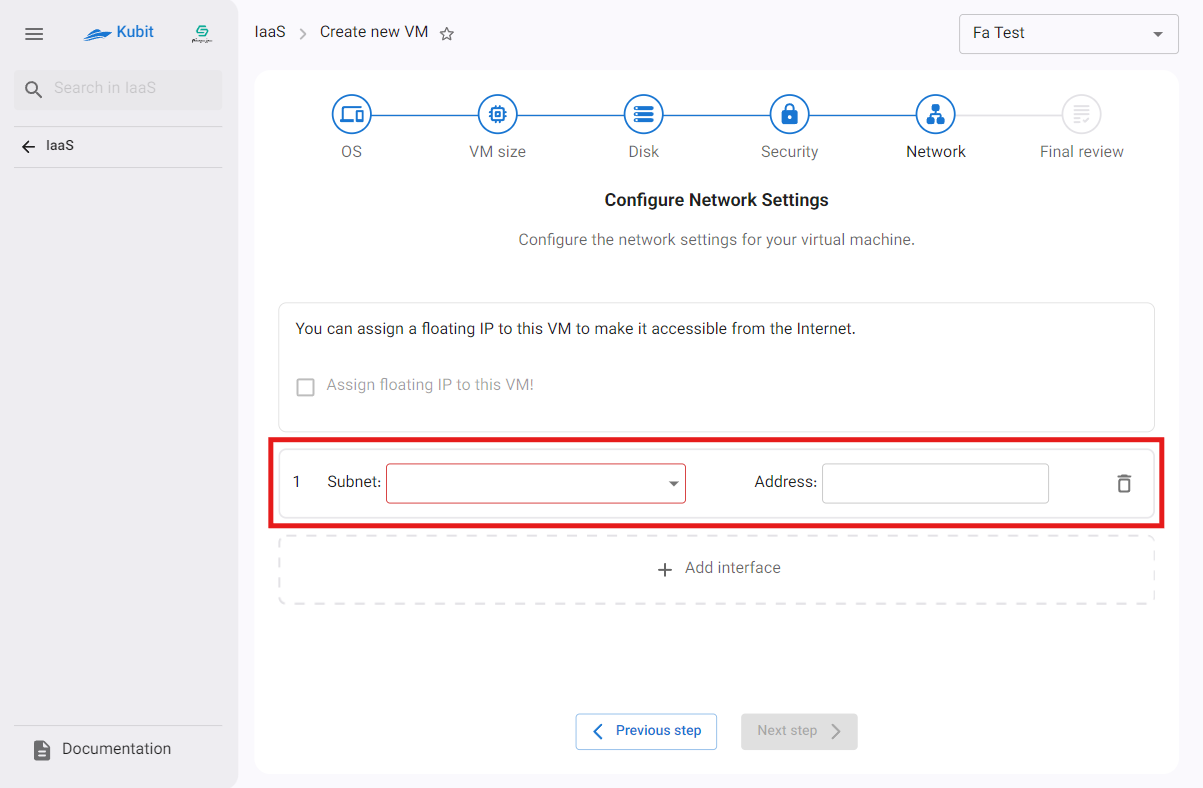 Kubit
IaaS
Create new VM
Fa Test
Search in IaaS
IaaS
OS
VM size
Disk
Security
Network
Final review
Configure Network Settings
Configure the network settings for your virtual machine.
You can assign a floating IP to this VM to make it accessible from the Internet.
Assign floating IP to this VM!
1 Subnet: Address:
Add interface
Previous step
Next step
Documentation